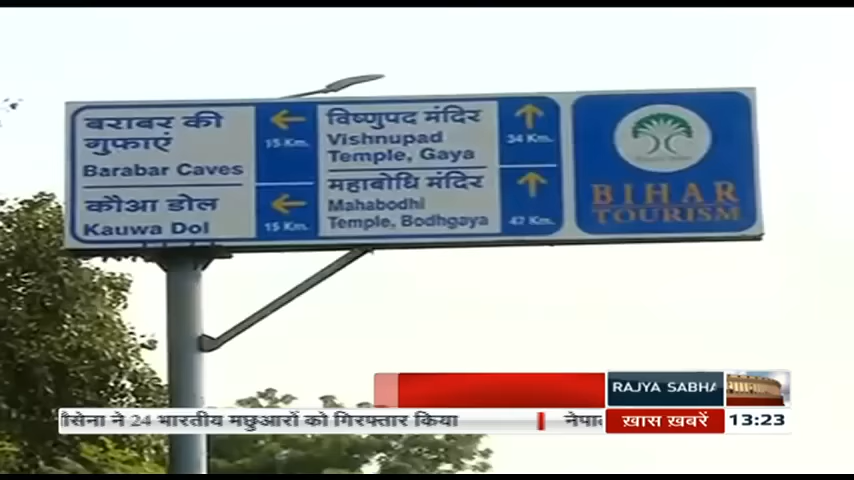 बराबर की
गुफाएं
Barabar Caves
15 Km.
कौआ डोल
Kauwa Dol
15 Km.
विष्णुपद मंदिर
Vishnupad
Temple, Gaya
34 Km.
महाबोधि मंदिर
Mahabodhi
Temple, Bodhgaya
47 Km.
BIHAR
TOURISM
RAJYA SABHA
ने 24 भारतीय मछुआरों को गिरफ्तार किया
ख़ास ख़बरें
13:23